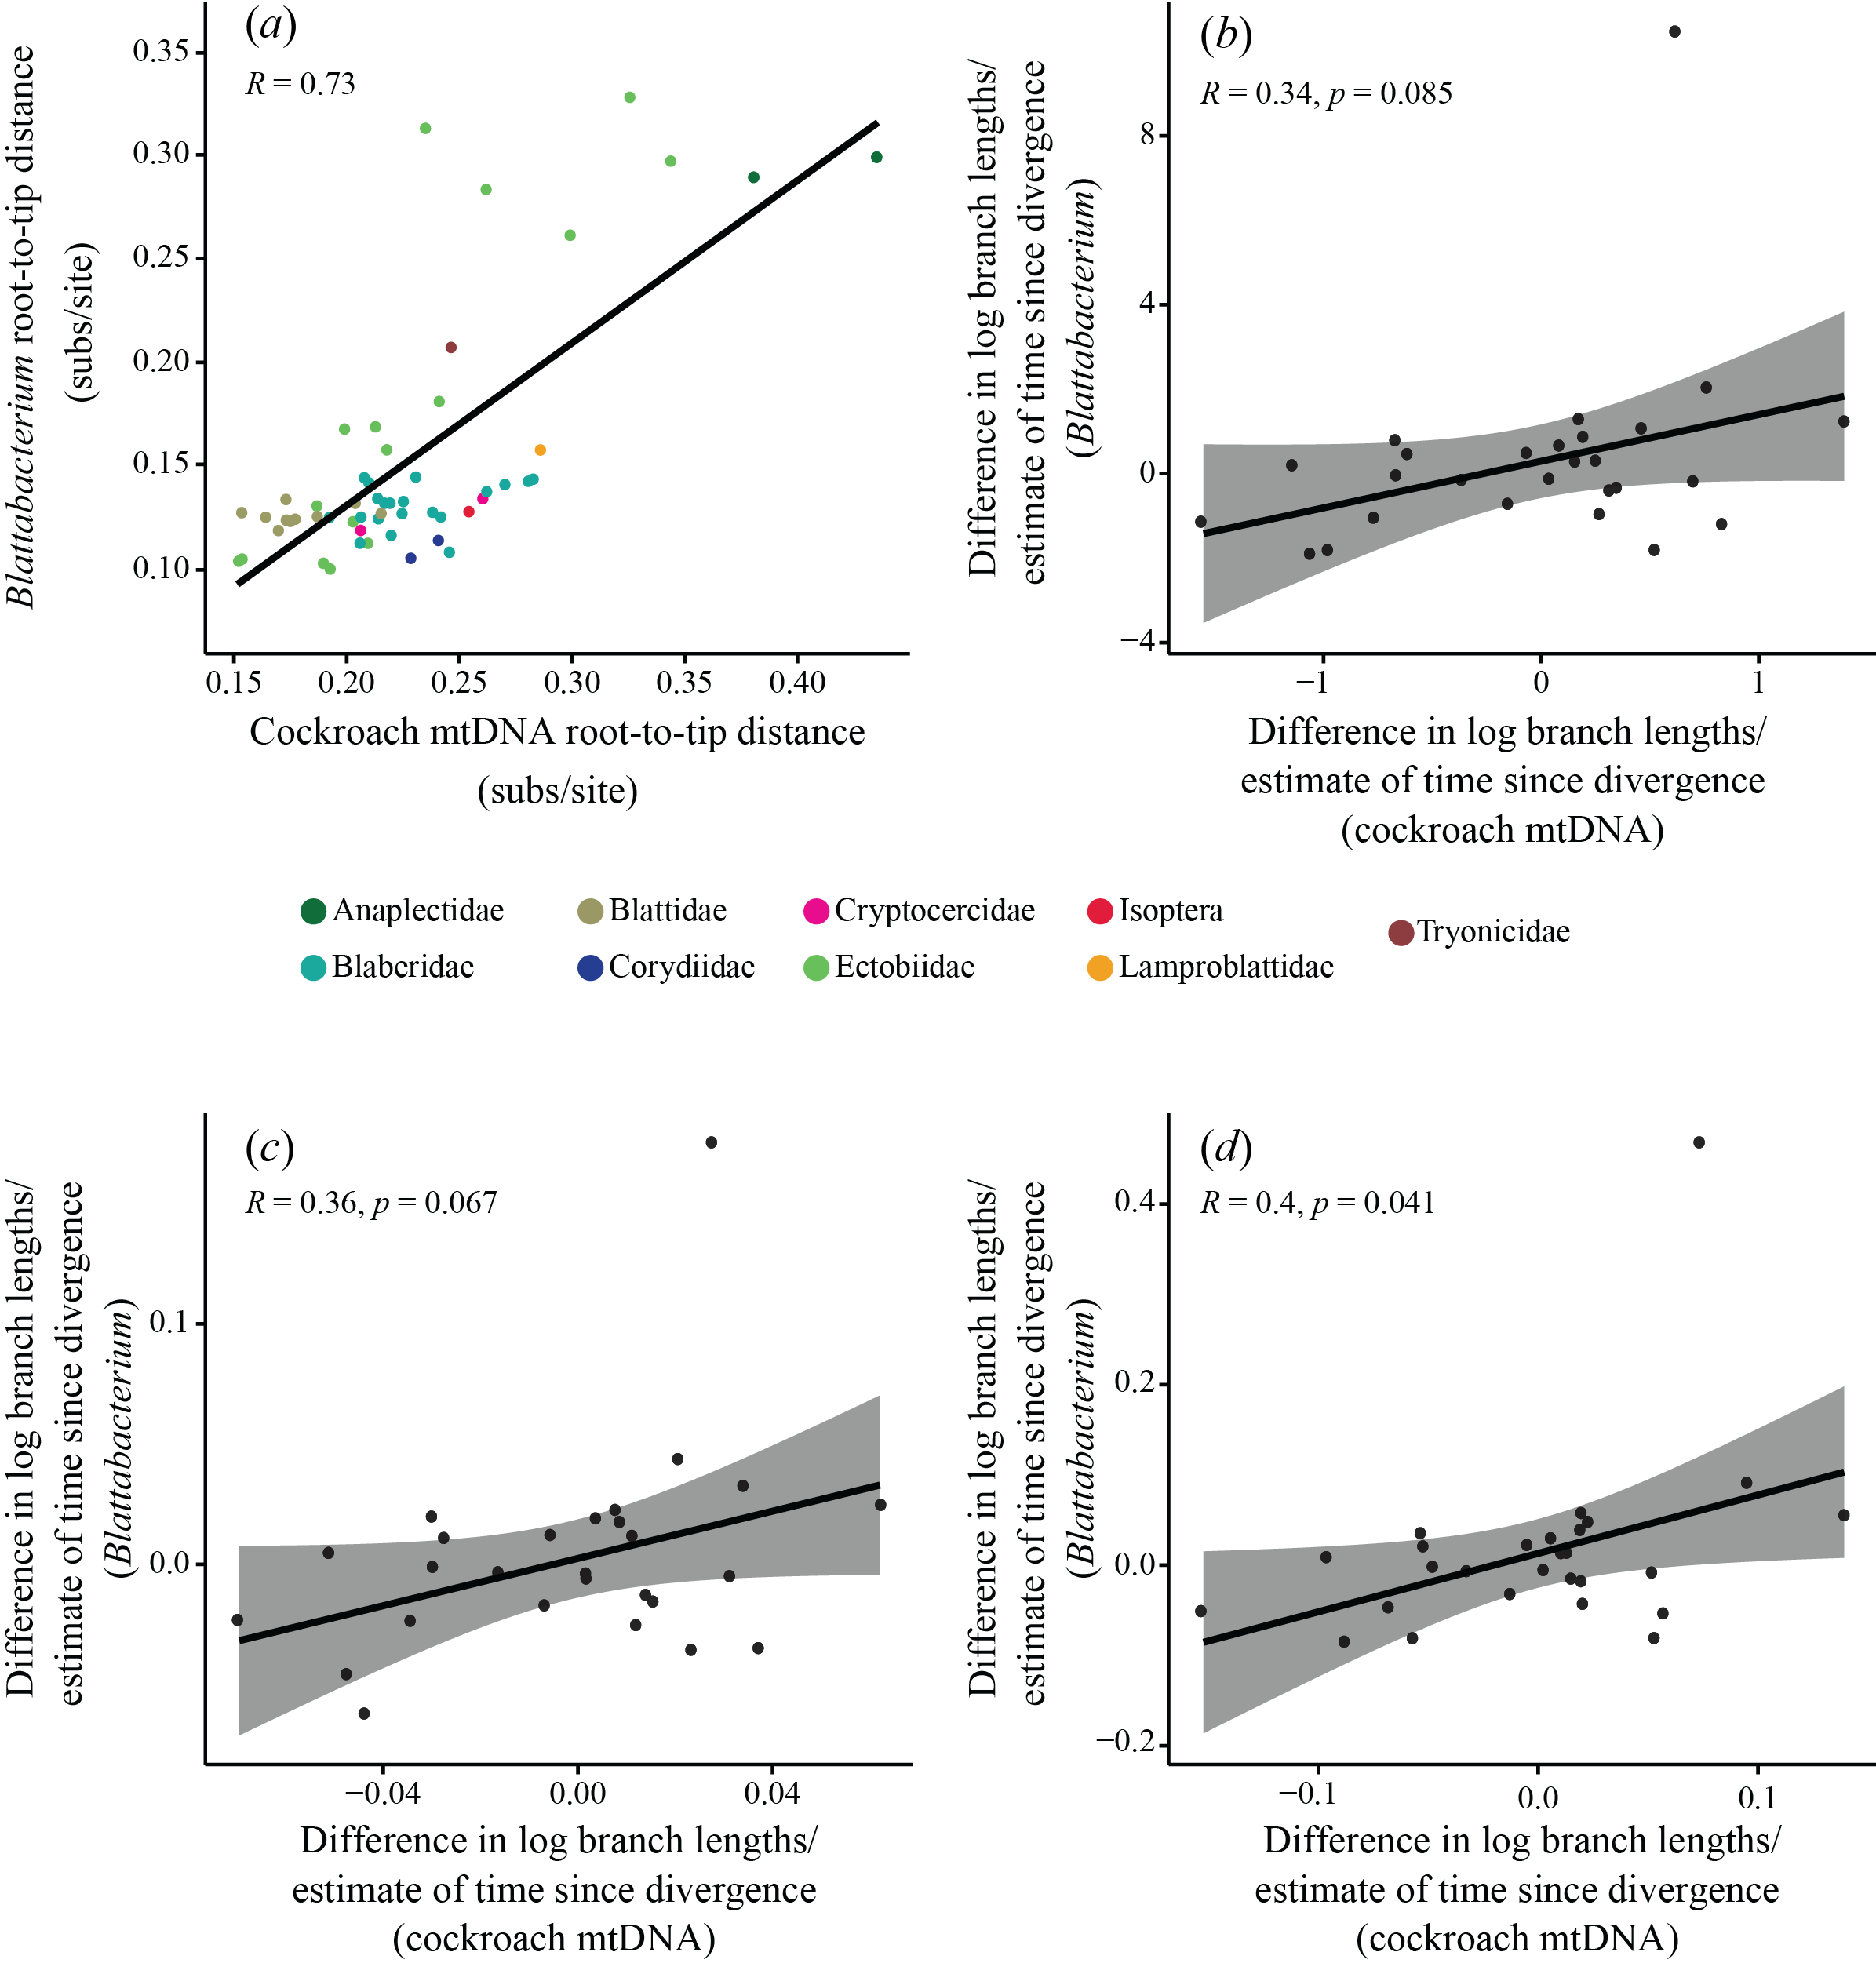 (a)
R = 0.73
Blattabacterium root-to-tip distance
(subs/site)
0.35
0.30
0.25
0.20
0.15
0.10
0.15 0.20 0.25 0.30 0.35 0.40
Cockroach mtDNA root-to-tip distance
(subs/site)
(b)
R = 0.34, p = 0.085
Difference in log branch lengths/
estimate of time since divergence
(Blattabacterium)
8
4
0
−4
−1 0 1
Difference in log branch lengths/
estimate of time since divergence
(cockroach mtDNA)
Anaplectidae Blattidae Cryptocercidae Isoptera Tryonicidae
Blaberidae Corydiidae Ectobiidae Lamproblattidae
(c)
R = 0.36, p = 0.067
Difference in log branch lengths/
estimate of time since divergence
(Blattabacterium)
0.1
0.0
−0.04 0.00 0.04
Difference in log branch lengths/
estimate of time since divergence
(cockroach mtDNA)
(d)
R = 0.4, p = 0.041
Difference in log branch lengths/
estimate of time since divergence
(Blattabacterium)
0.4
0.2
0.0
−0.2
−0.1 0.0 0.1
Difference in log branch lengths/
estimate of time since divergence
(cockroach mtDNA)